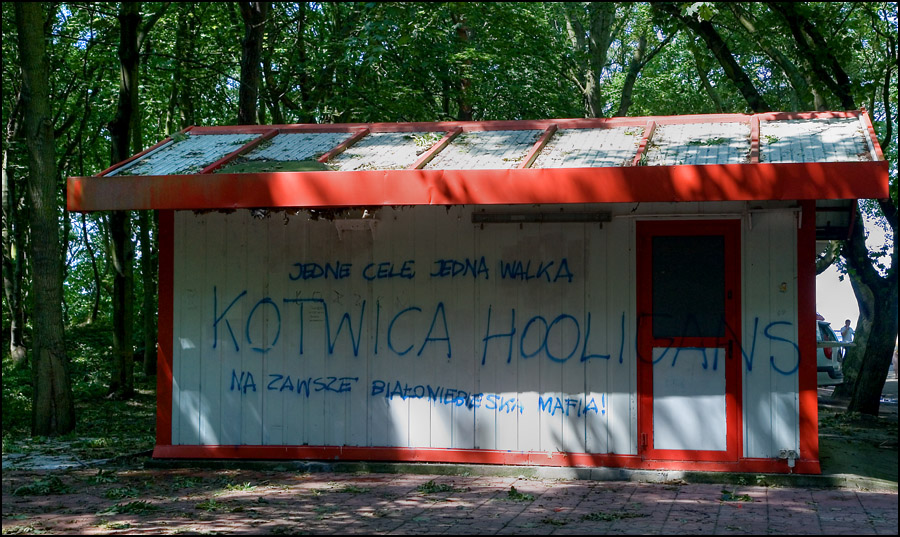 JEDNE CELE JEDNA WALKA
KOTWICA HOOLIGANS
NA ZAWSZE BIAŁONIEBIESKA MAFIA!